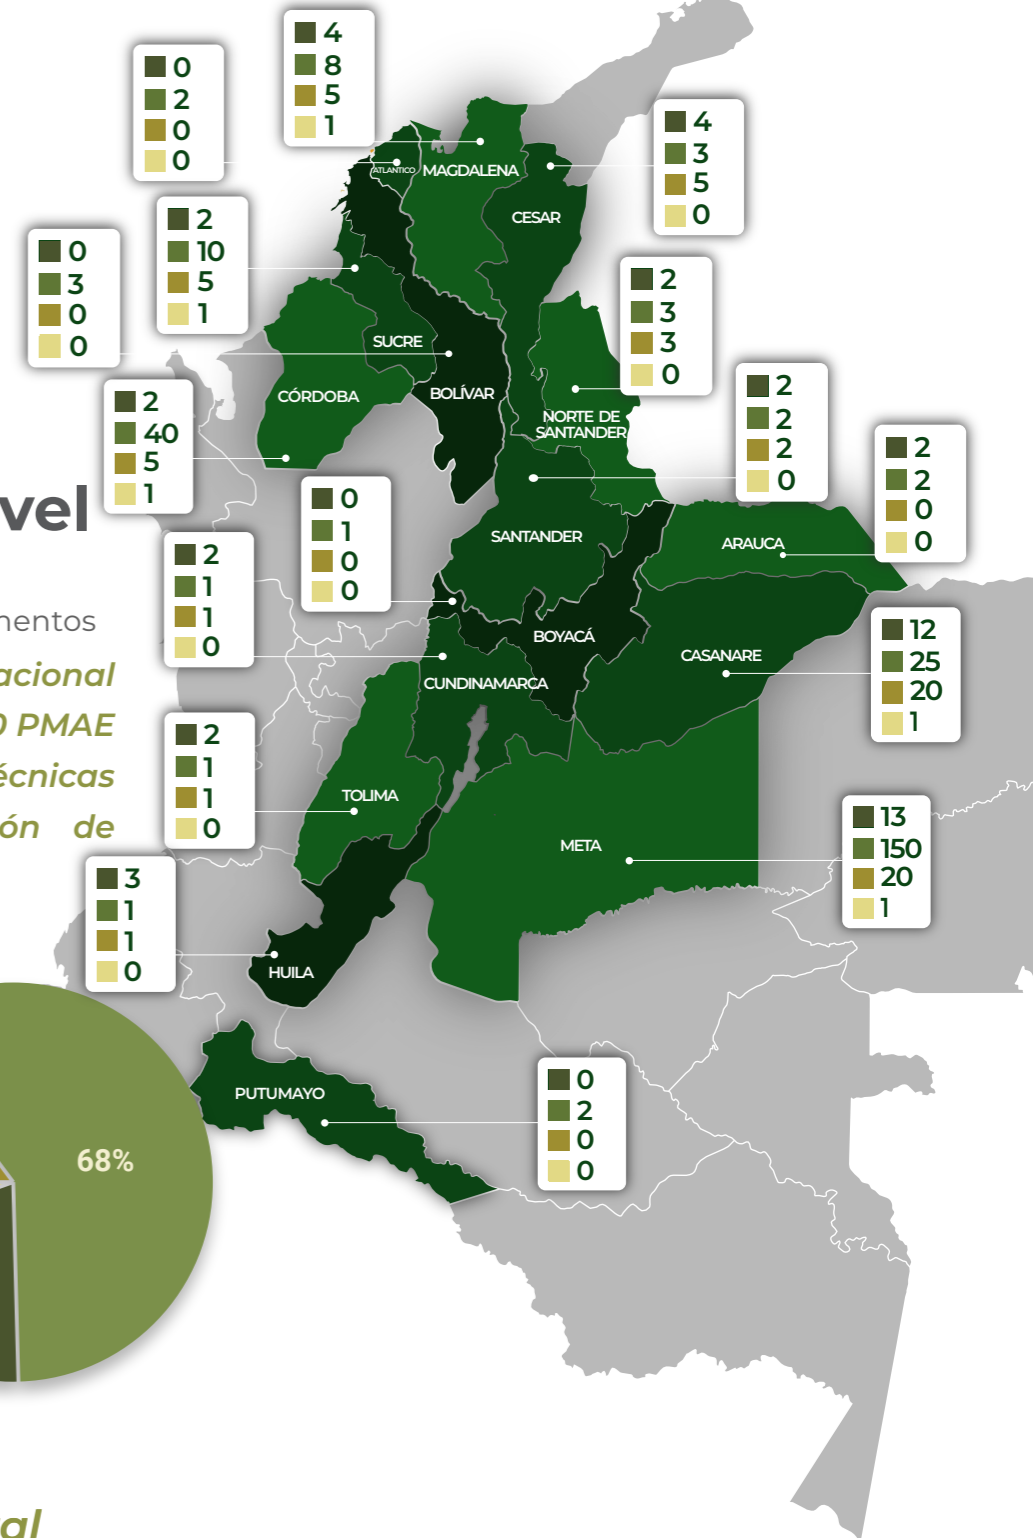 4
8
5
1
0
2
0
0
4
3
5
0
ATLANTICO
MAGDALENA
CESAR
2
10
5
1
0
3
0
0
2
3
3
0
SUCRE
BOLÍVAR
CÓRDOBA
NORTE DE
SANTANDER
2
40
5
1
2
2
2
0
2
2
0
0
vel
0
1
0
0
SANTANDER
ARAUCA
2
1
1
0
mentos
BOYACÁ
CASANARE
12
25
20
1
acional
CUNDINAMARCA
0 PMAE
2
1
1
0
écnicas
TOLIMA
ón de
META
13
150
20
1
3
1
1
0
HUILA
PUTUMAYO
0
2
0
0
68%
al